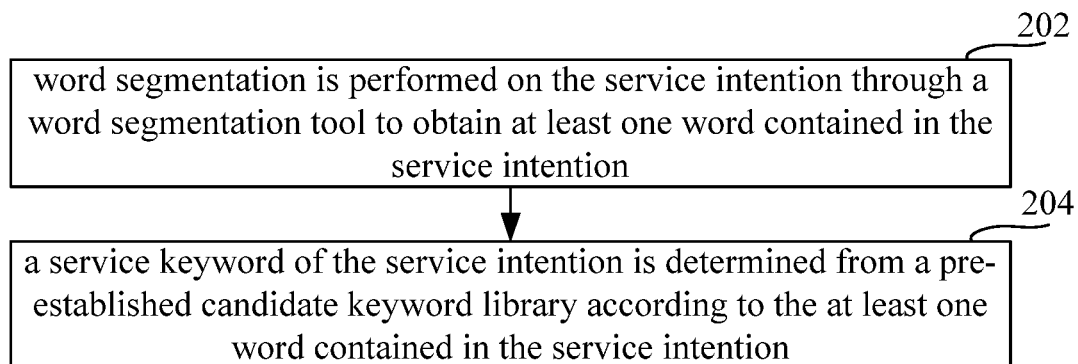 202
word segmentation is performed on the service intention through a
word segmentation tool to obtain at least one word contained in the
service intention
204
a service keyword of the service intention is determined from a pre-
established candidate keyword library according to the at least one
word contained in the service intention